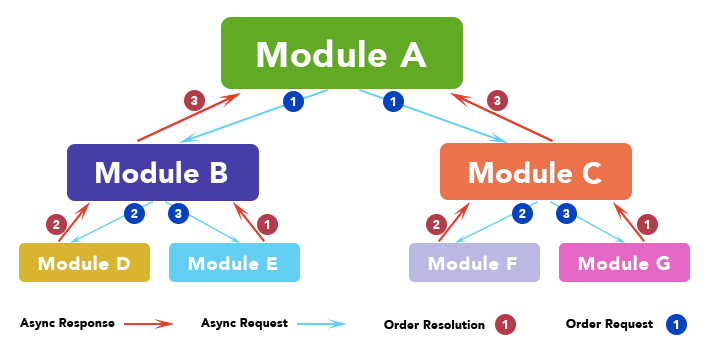 Module A
3
1
1
3
Module B
Module C
2
2
3
1
2
2
3
1
Module D
Module E
Module F
Module G
Async Response
Async Request
Order Resolution
1
Order Request
1